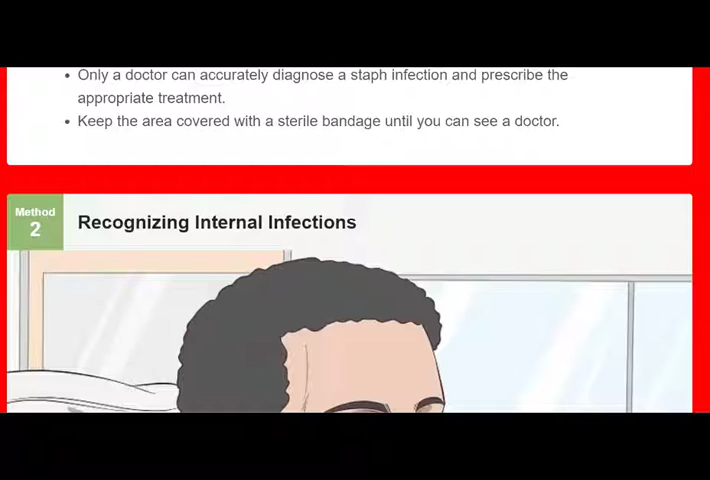 Only a doctor can accurately diagnose a staph infection and prescribe the
appropriate treatment.
Keep the area covered with a sterile bandage until you can see a doctor.
Method
2
Recognizing Internal Infections